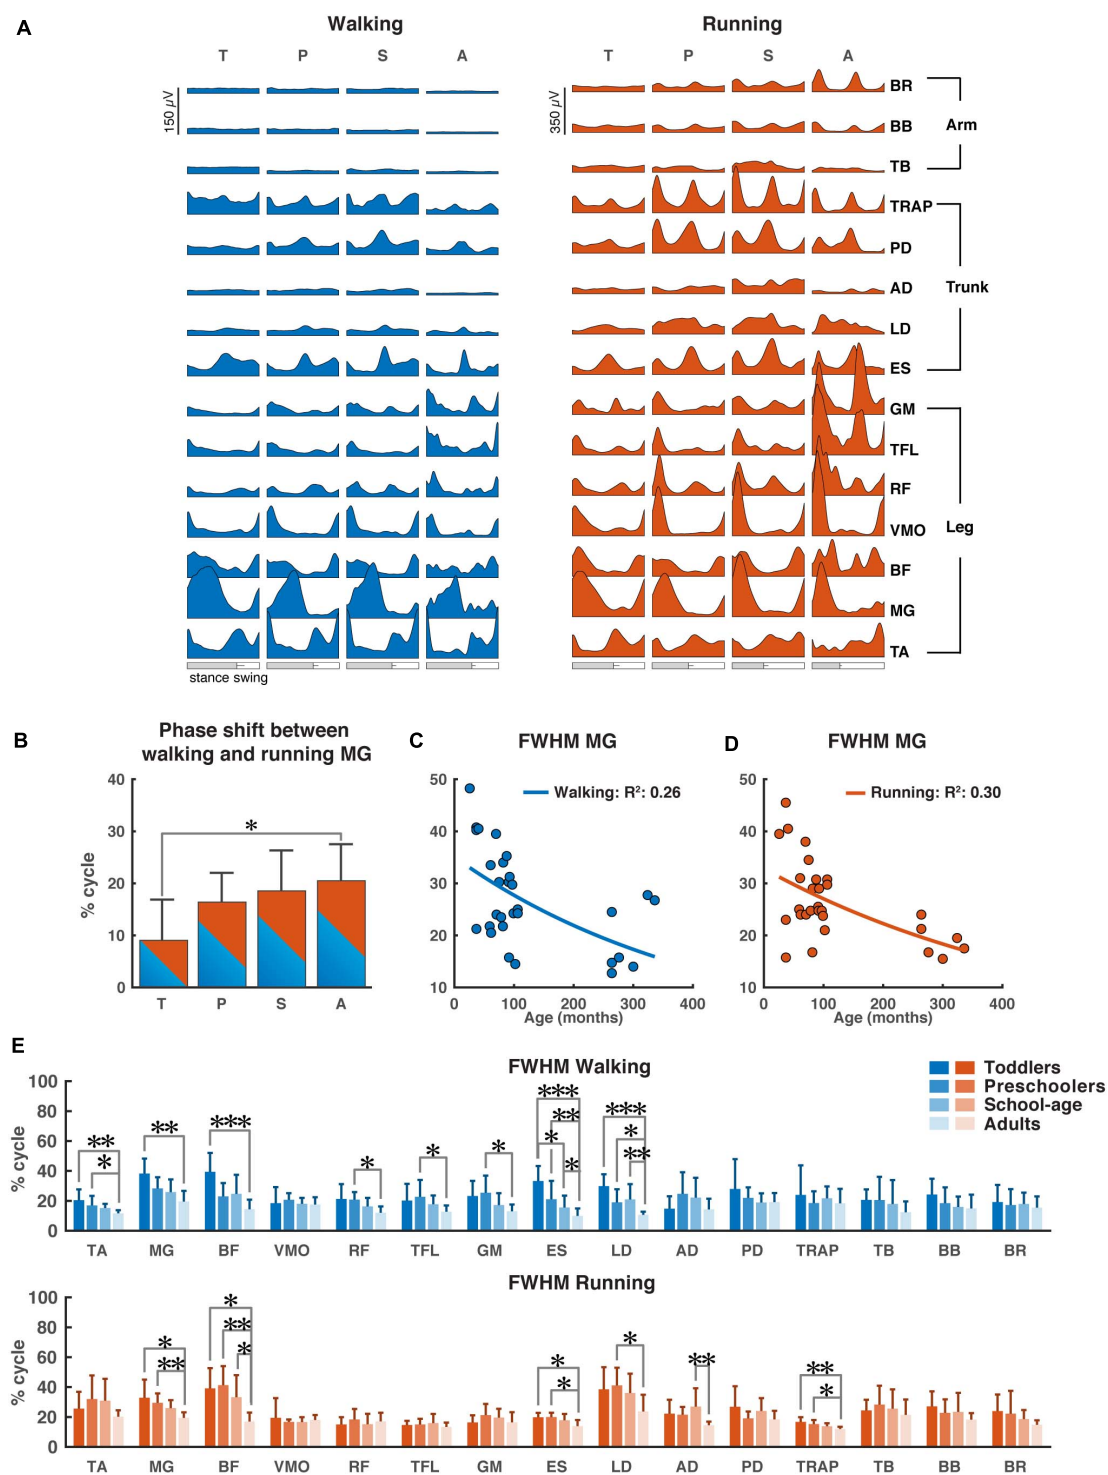 A
Walking
Running
T P S A
T P S A
150 µV
350 µV
BR
BB
Arm
TB
TRAP
PD
AD
Trunk
LD
ES
GM
TFL
RF
VMO
Leg
BF
MG
TA
stance swing
B
Phase shift between
walking and running MG
% cycle
40
30
20
10
0
*
T P S A
C
FWHM MG
Walking: R²: 0.26
50
40
30
20
10
0 100 200 300 400
Age (months)
D
FWHM MG
Running: R²: 0.30
50
40
30
20
10
0 100 200 300 400
Age (months)
E
FWHM Walking
Toddlers
Preschoolers
School-age
Adults
% cycle
100
80
60
40
20
0
** * ** *** * * * *** ** * * *** * **
TA MG BF VMO RF TFL GM ES LD AD PD TRAP TB BB BR
FWHM Running
% cycle
100
80
60
40
20
0
* ** * ** * * * * ** ** *
TA MG BF VMO RF TFL GM ES LD AD PD TRAP TB BB BR